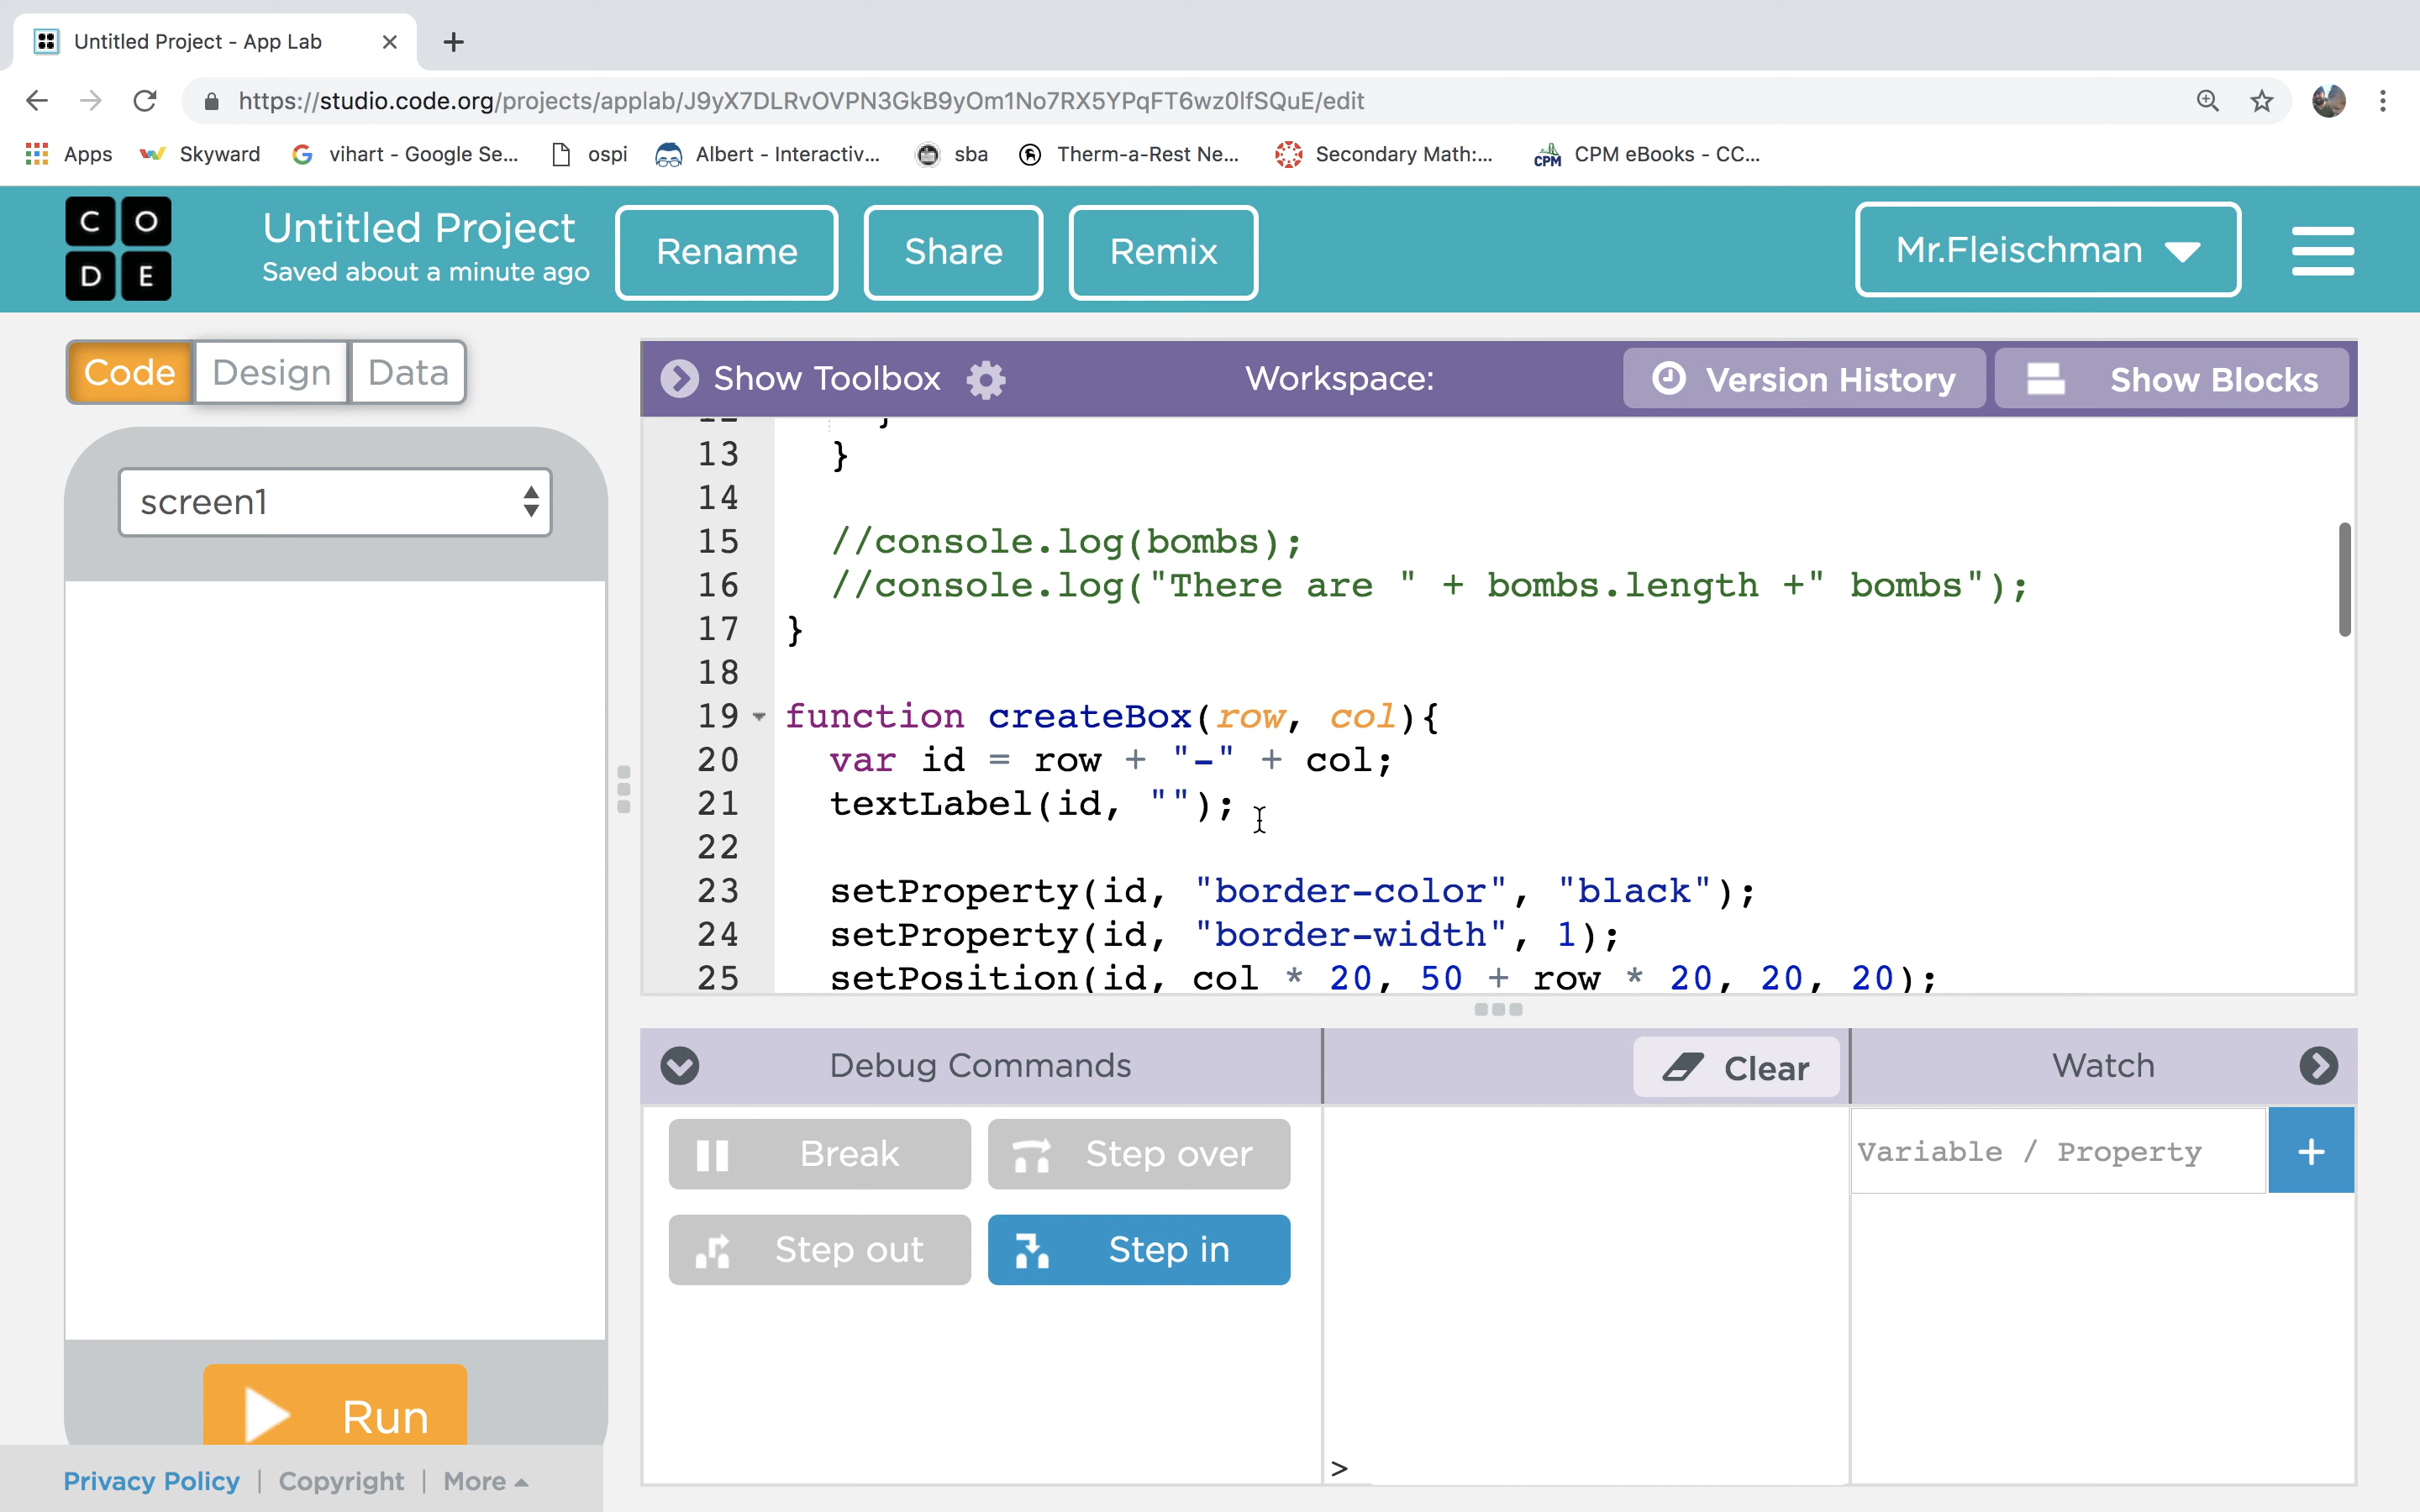 Untitled Project - App Lab
https://studio.code.org/projects/applab/J9yX7DLRvOVPN3GkB9yOm1No7RX5YPqFT6wz0lfSQuE/edit
Apps Skyward vihart - Google Se... ospi Albert - Interactiv... sba Therm-a-Rest Ne... Secondary Math:... CPM CPM eBooks - CC...
C O
D E
Untitled Project
Saved about a minute ago
Rename Share Remix Mr.Fleischman
Code Design Data
Show Toolbox Workspace: Version History Show Blocks
screen1
12 }
13 }
14
15 //console.log(bombs);
16 //console.log("There are " + bombs.length +" bombs");
17 }
18
19 function createBox(row, col){
20 var id = row + "-" + col;
21 textLabel(id, "");
22
23 setProperty(id, "border-color", "black");
24 setProperty(id, "border-width", 1);
25 setPosition(id, col * 20, 50 + row * 20, 20, 20);
Debug Commands Clear Watch
Break Step over
Step out Step in
Variable / Property +
>
Run
Privacy Policy | Copyright | More